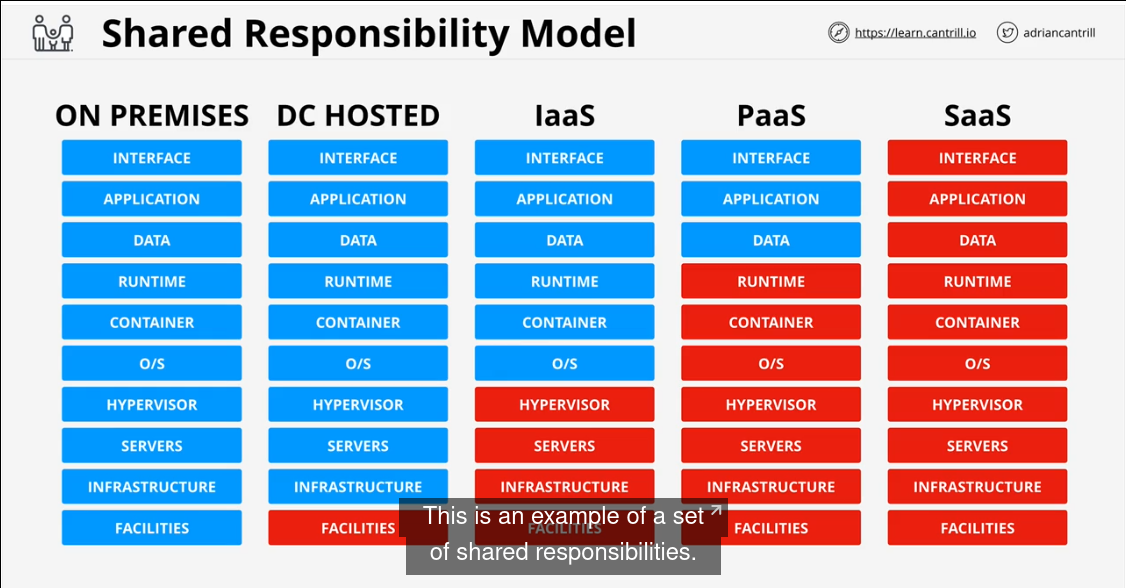 Shared Responsibility Model
https://learn.cantrill.io
adriancantrill
ON PREMISES DC HOSTED IaaS PaaS SaaS
INTERFACE INTERFACE INTERFACE INTERFACE INTERFACE
APPLICATION APPLICATION APPLICATION APPLICATION APPLICATION
DATA DATA DATA DATA DATA
RUNTIME RUNTIME RUNTIME RUNTIME RUNTIME
CONTAINER CONTAINER CONTAINER CONTAINER CONTAINER
O/S O/S O/S O/S O/S
HYPERVISOR HYPERVISOR HYPERVISOR HYPERVISOR HYPERVISOR
SERVERS SERVERS SERVERS SERVERS SERVERS
INFRASTRUCTURE INFRASTRUCTURE INFRASTRUCTURE INFRASTRUCTURE INFRASTRUCTURE
FACILITIES FACILITIES FACILITIES FACILITIES FACILITIES
This is an example of a set
of shared responsibilities.